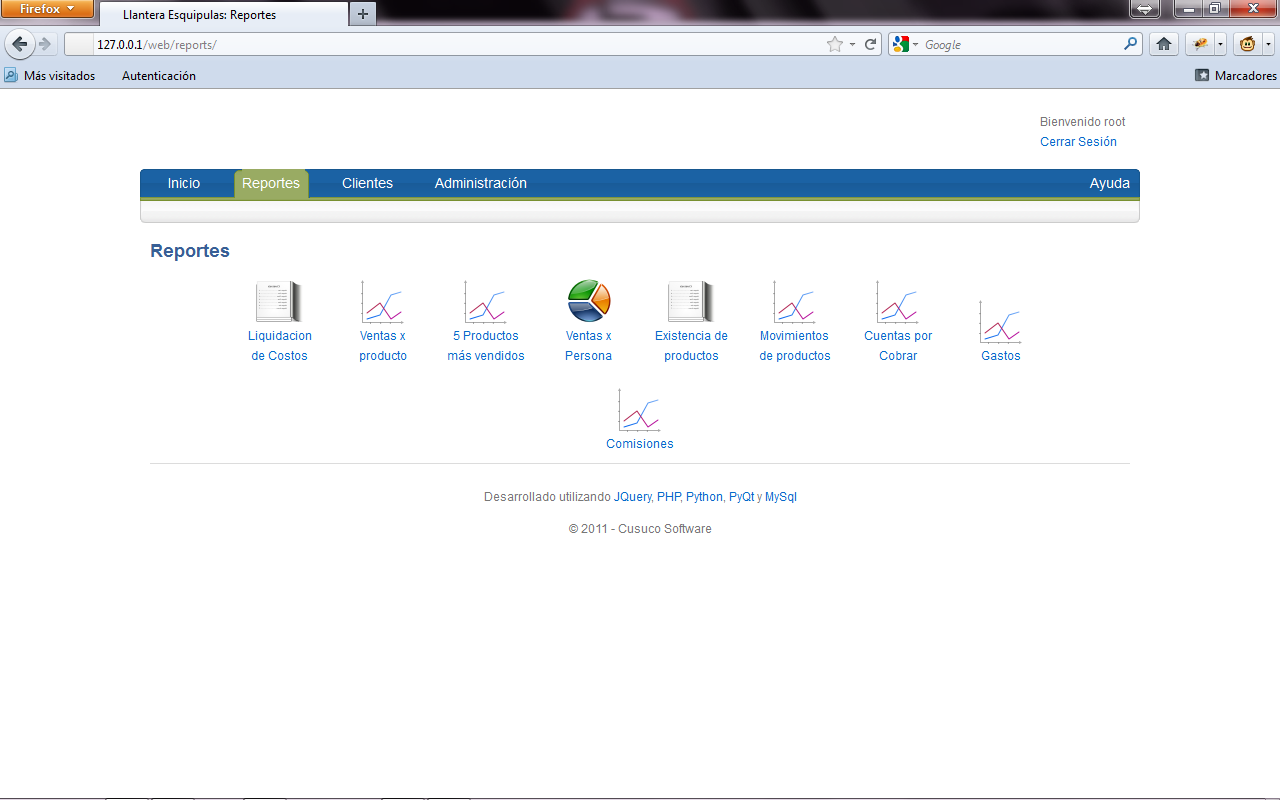 Firefox
Llantera Esquipulas: Reportes
127.0.0.1/web/reports/
Google
Más visitados
Autenticación
Marcadores
Bienvenido root
Cerrar Sesión
Inicio
Reportes
Clientes
Administración
Ayuda
Reportes
Liquidacion
de Costos
Ventas x
producto
5 Productos
más vendidos
Ventas x
Persona
Existencia de
productos
Movimientos
de productos
Cuentas por
Cobrar
Gastos
Comisiones
Desarrollado utilizando JQuery, PHP, Python, PyQt y MySql
© 2011 - Cusuco Software